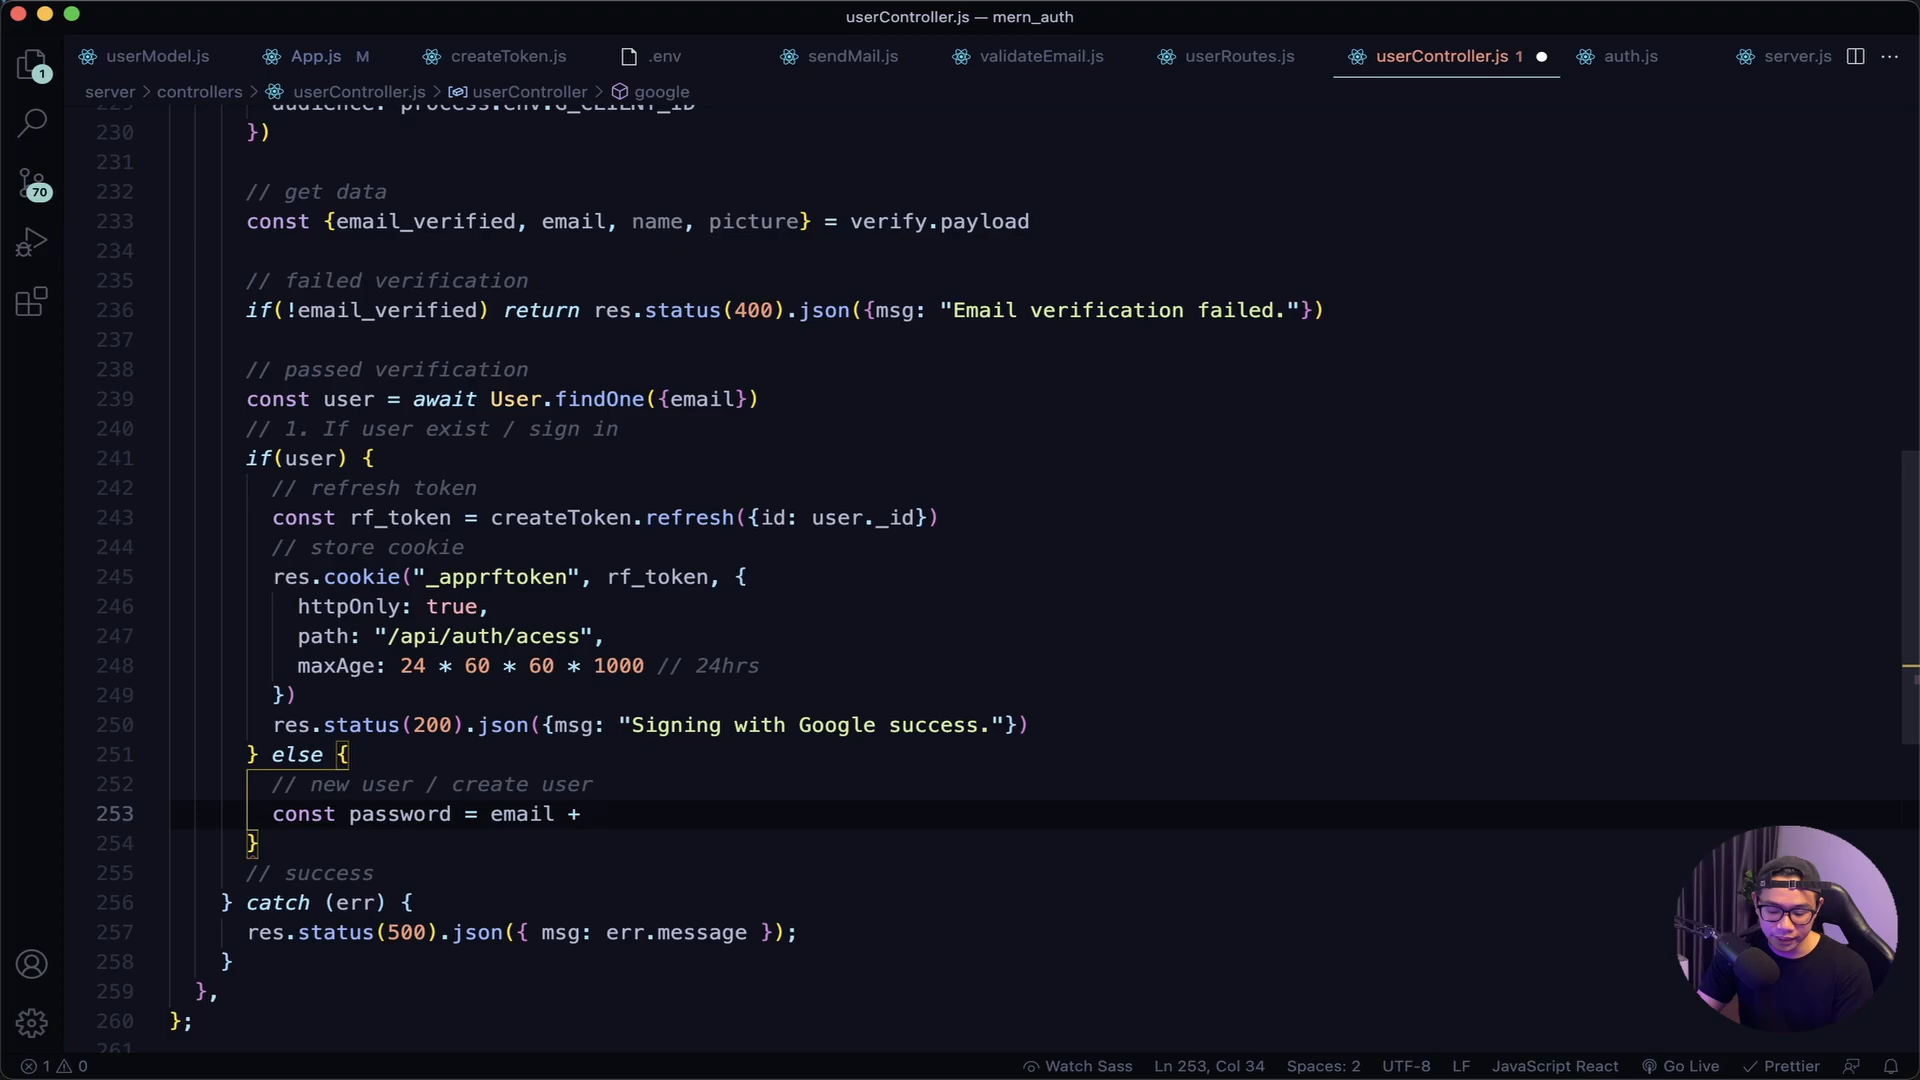 userController.js — mern_auth
userModel.js App.js M createToken.js .env sendMail.js validateEmail.js userRoutes.js userController.js 1 auth.js server.js
server > controllers > userController.js > userController > google
229 audience: process.env.G_CLIENT_ID
230 })
231
232 // get data
233 const {email_verified, email, name, picture} = verify.payload
234
235 // failed verification
236 if(!email_verified) return res.status(400).json({msg: "Email verification failed."})
237
238 // passed verification
239 const user = await User.findOne({email})
240 // 1. If user exist / sign in
241 if(user) {
242 // refresh token
243 const rf_token = createToken.refresh({id: user._id})
244 // store cookie
245 res.cookie("_apprftoken", rf_token, {
246 httpOnly: true,
247 path: "/api/auth/acess",
248 maxAge: 24 * 60 * 60 * 1000 // 24hrs
249 })
250 res.status(200).json({msg: "Signing with Google success."})
251 } else {
252 // new user / create user
253 const password = email +
254 }
255 // success
256 } catch (err) {
257 res.status(500).json({ msg: err.message });
258 }
259 },
260 };
261
1
70
1 0 Watch Sass Ln 253, Col 34 Spaces: 2 UTF-8 LF JavaScript React Go Live Prettier